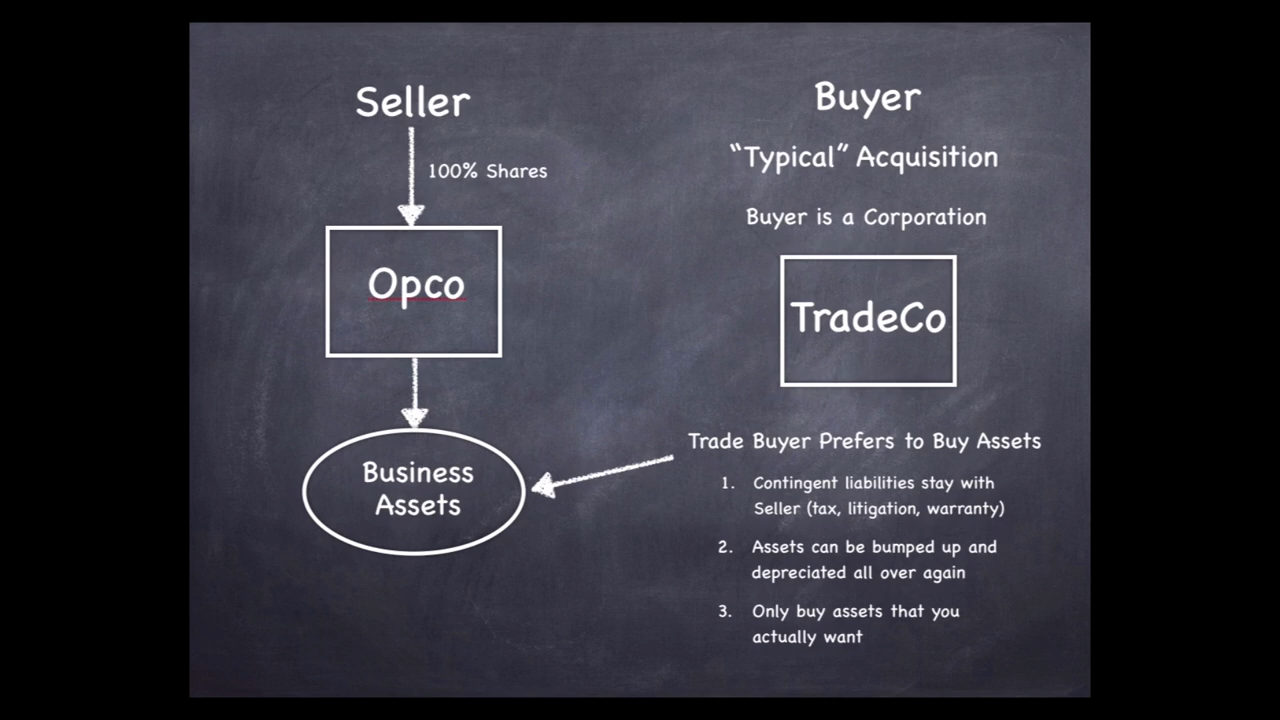 Seller
100% Shares
Opco
Business
Assets
Buyer
“Typical” Acquisition
Buyer is a Corporation
TradeCo
Trade Buyer Prefers to Buy Assets
1. Contingent liabilities stay with
Seller (tax, litigation, warranty)
2. Assets can be bumped up and
depreciated all over again
3. Only buy assets that you
actually want